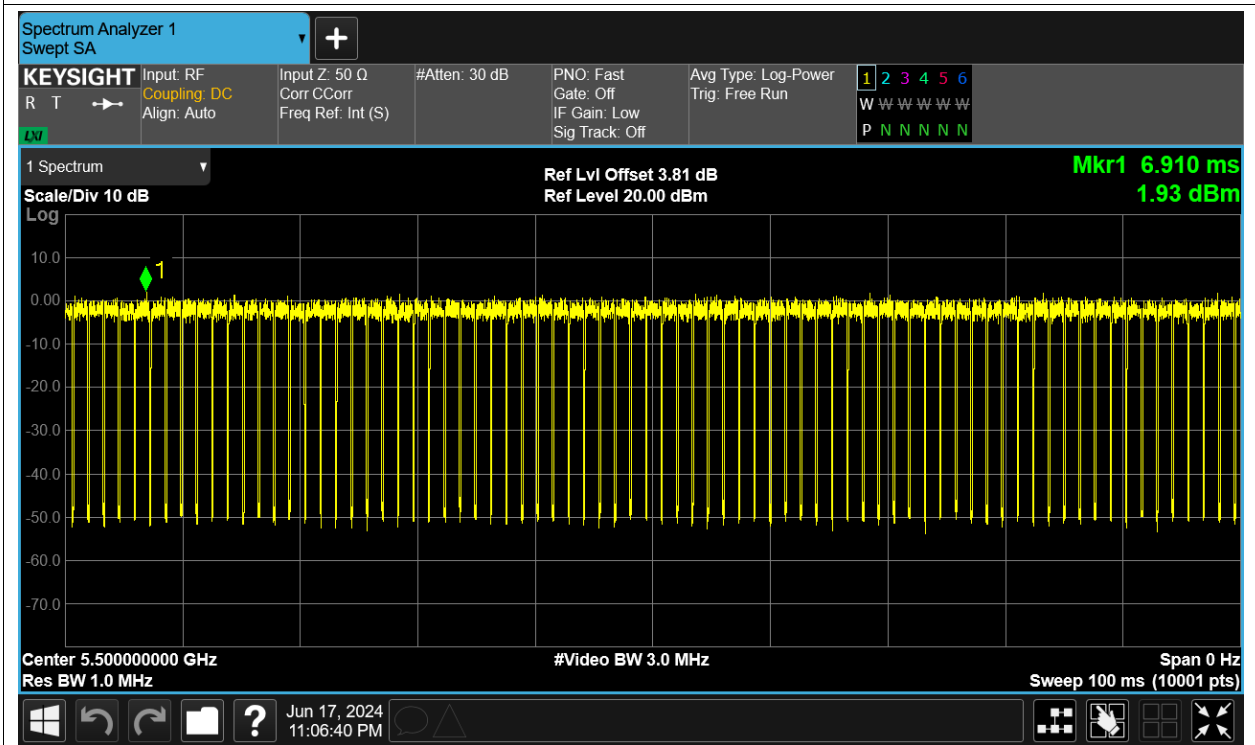 Spectrum Analyzer 1
Swept SA
KEYSIGHT
R T
LXI
Input: RF
Coupling: DC
Align: Auto
Input Z: 50 Ω
Corr CCorr
Freq Ref: Int (S)
#Atten: 30 dB
PNO: Fast
Gate: Off
IF Gain: Low
Sig Track: Off
Avg Type: Log-Power
Trig: Free Run
1 2 3 4 5 6
W W W W W W
P N N N N N
1 Spectrum
Scale/Div 10 dB
Ref Lvl Offset 3.81 dB
Ref Level 20.00 dBm
Mkr1 6.910 ms
1.93 dBm
Log
10.0
1
0.00
-10.0
-20.0
-30.0
-40.0
-50.0
-60.0
-70.0
Center 5.500000000 GHz
Res BW 1.0 MHz
#Video BW 3.0 MHz
Span 0 Hz
Sweep 100 ms (10001 pts)
?
Jun 17, 2024
11:06:40 PM